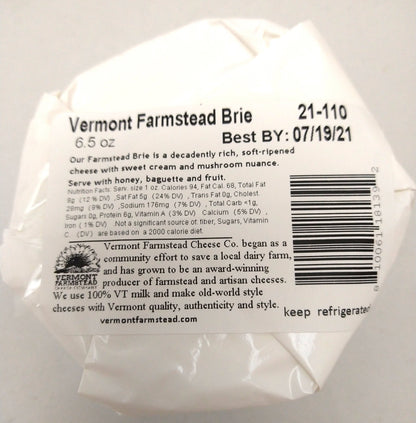 Vermont Farmstead Brie 21-110
6.5 oz Best BY: 07/19/21
Our Farmstead Brie is a decadently rich, soft-ripened
cheese with sweet cream and mushroom nuance.
Serve with honey, baguette and fruit.
Nutrition Facts: Serv. size 1 oz. Calories 94, Fat Cal. 68, Total Fat
8g (12 % DV) ,Sat Fat 5g (24% DV) , Trans Fat 0g, Cholest.
28mg (9% DV) ,Sodium 176mg (7% DV) , Total Carb <1g,
Sugars 0g, Protein 6g, Vitamin A (3% DV) Calcium (5% DV) ,
Iron ( 1% DV) Not a significant source of: fiber, Sugars, Vitamin
C. (DV) are based on a 2000 calorie diet.
Vermont Farmstead Cheese Co. began as a
community effort to save a local dairy farm,
and has grown to be an award-winning
producer of farmstead and artisan cheeses.
VERMONT
FARMSTEAD
CHEESE COMPANY
We use 100% VT milk and make old-world style
cheeses with Vermont quality, authenticity and style.
vermontfarmstead.com
keep refrigerated